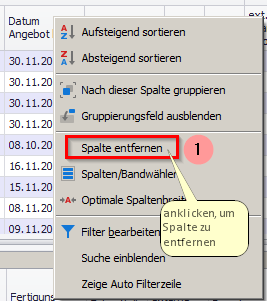 Datum
Angebot
ext.
30.11.20
30.11.20
30.11.20
30.11.20
08.10.20
16.11.20
15.11.20
08.11.20
09.11.20
Aufsteigend sortieren
Absteigend sortieren
Nach dieser Spalte gruppieren
Gruppierungsfeld ausblenden
Spalte entfernen
1
Spalten/Bandwähler
Optimale Spaltenbreit
anklicken, um
Spalte zu
entfernen
Filter bearbeiten
Suche einblenden
Zeige Auto Filterzeile
Fertigungs